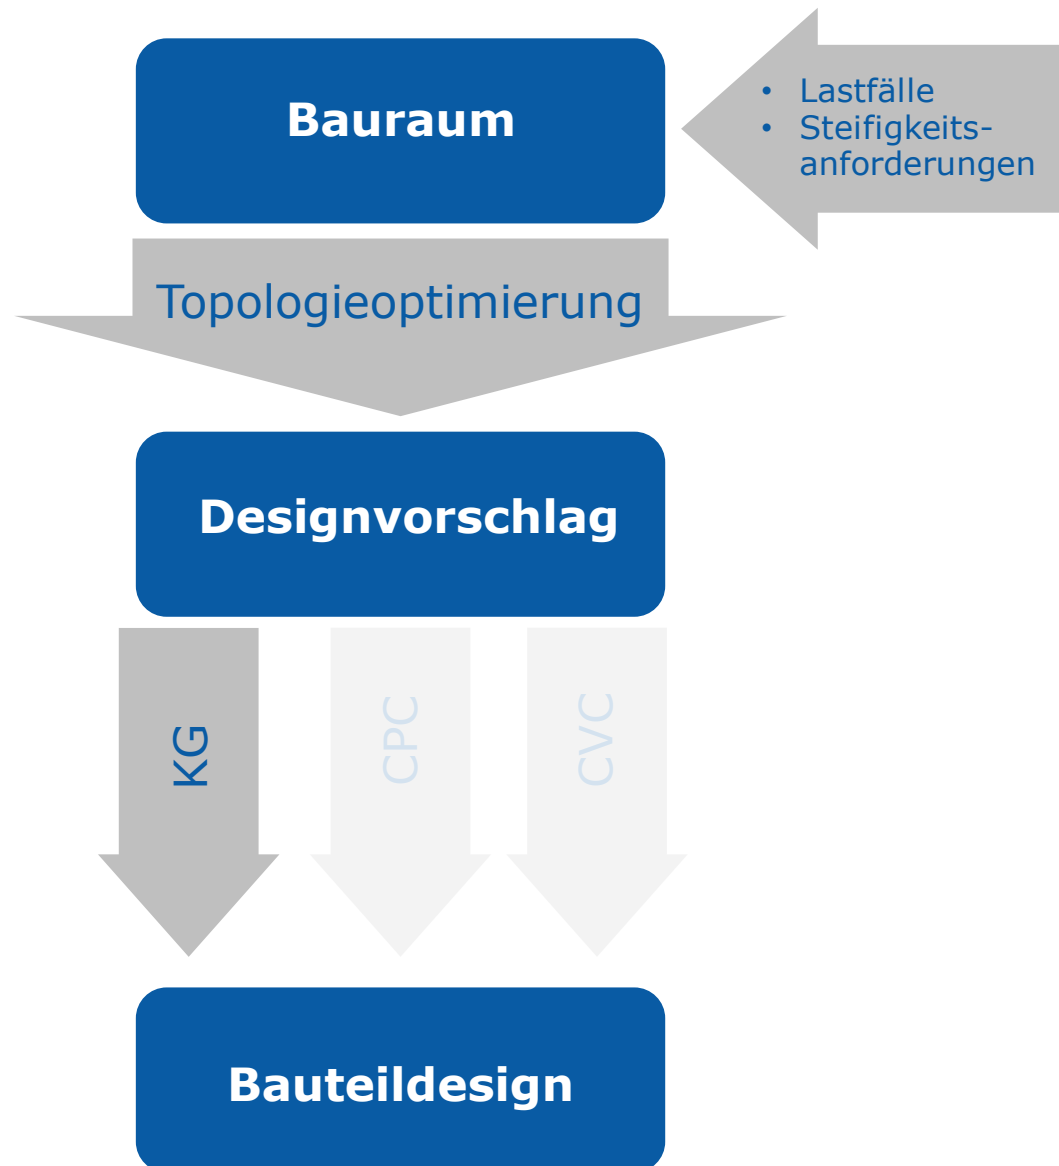 Bauraum
• Lastfälle
• Steifigkeits-
anforderungen
Topologieoptimierung
Designvorschlag
KG
CPC
CVC
Bauteildesign